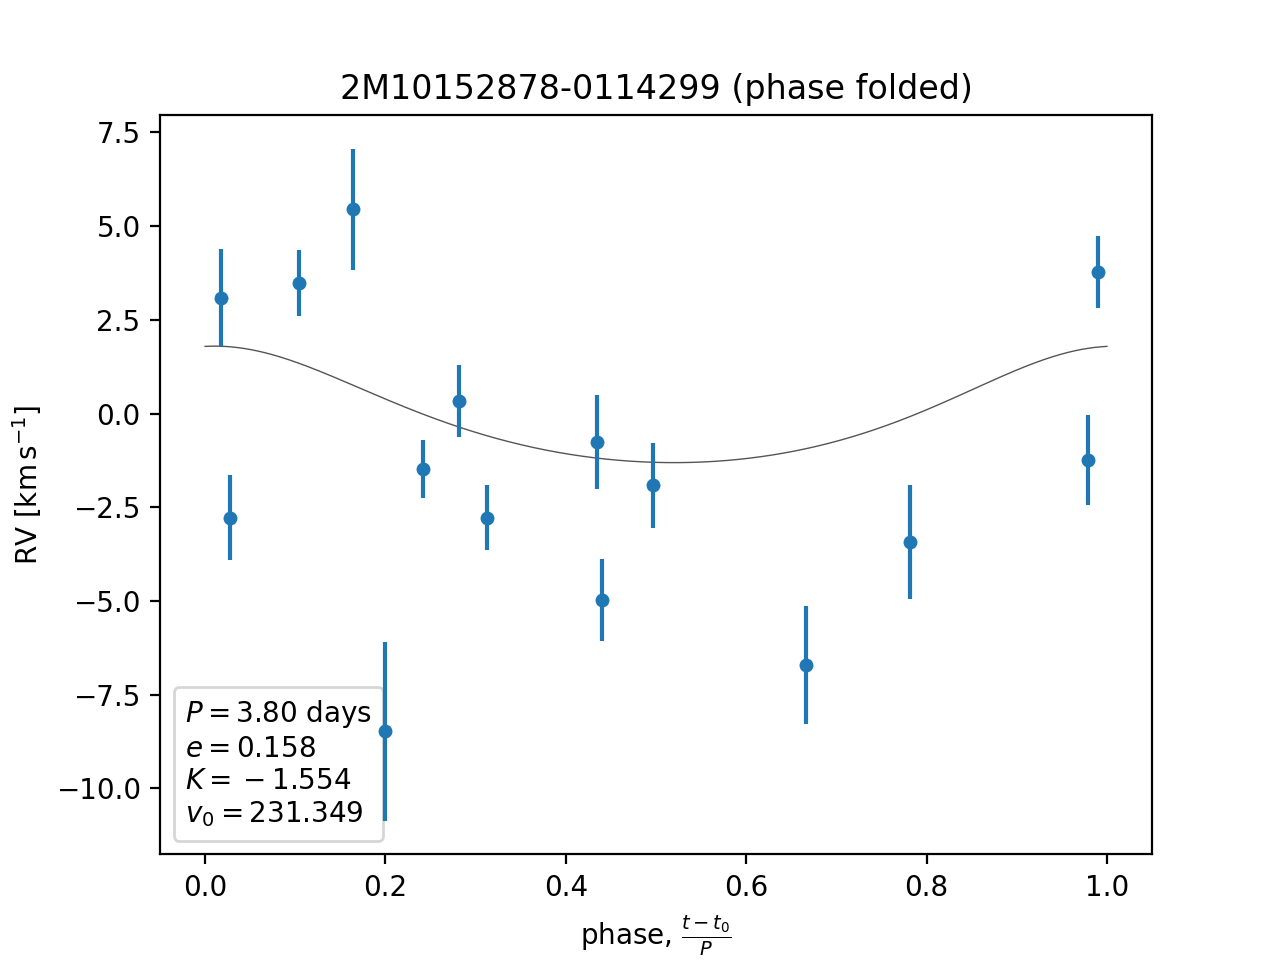 2M10152878-0114299 (phase folded)
7.5
5.0
2.5
0.0
−2.5
−5.0
−7.5
−10.0
RV [km s⁻¹]
P = 3.80 days
e = 0.158
K = −1.554
v₀ = 231.349
0.0 0.2 0.4 0.6 0.8 1.0
phase, (t − t₀)/P